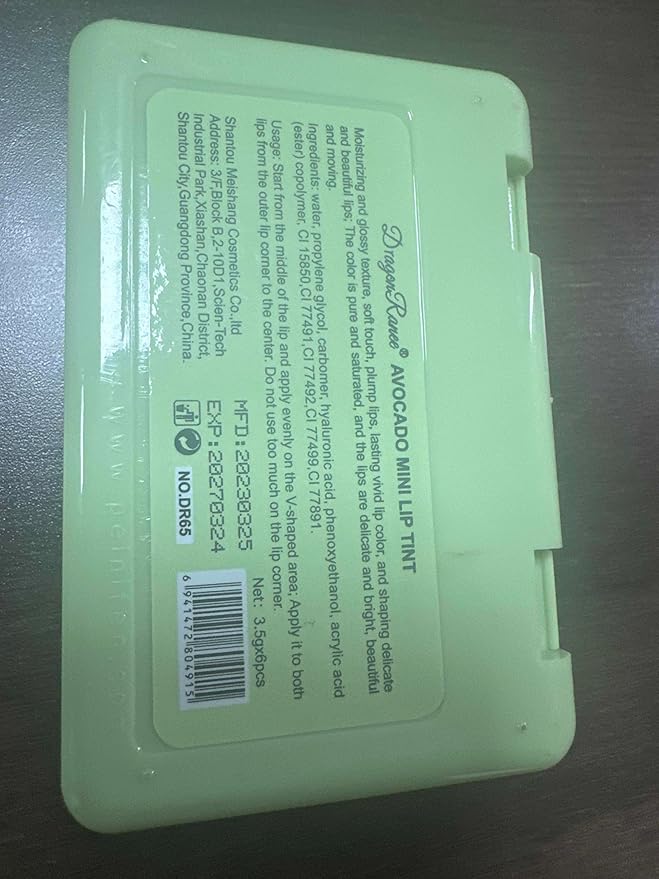 DragonRanee® AVOCADO MINI LIP TINT
Moisturizing and glossy texture, soft touch, plump lips, lasting vivid lip color, and shaping delicate
and beautiful lips; The color is pure and saturated, and the lips are delicate and bright, beautiful
and moving.
Ingredients: water, propylene glycol, carbomer, hyaluronic acid, phenoxyethanol, acrylic acid
(ester) copolymer, CI 15850,CI 77491,CI 77492,CI 77499,CI 77891.
Usage: Start from the middle of the lip and apply evenly on the V-shaped area; Apply it to both
lips from the outer lip corner to the center. Do not use too much on the lip corner.
Shantou Meishang Cosmetics Co.,ltd
Address: 3/F,Block B,2-10D1,Scien-Tech
Industrial Park,Xiashan,Chaonan District,
Shantou City,Guangdong Province,China.
MFD:20230325
EXP:20270324
NO.DR65
Net: 3.5gx6pcs
6941472804915